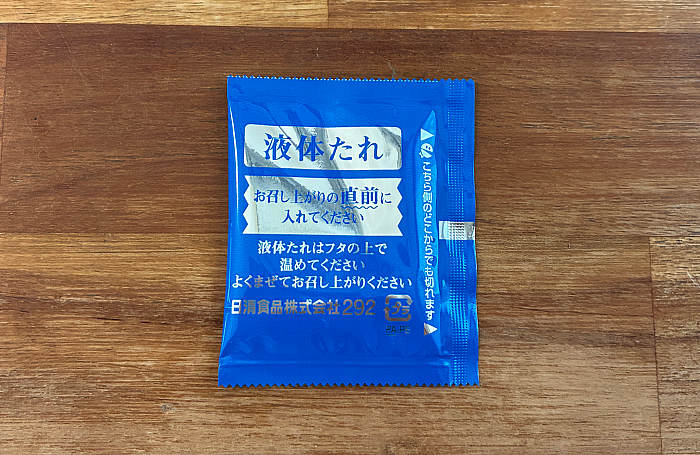 液体たれ
お召し上がりの直前に
入れてください
液体たれはフタの上で
温めてください
よくまぜてお召し上がりください
日清食品株式会社292
プラ
PA,PE
こちら側のどこからでも切れます